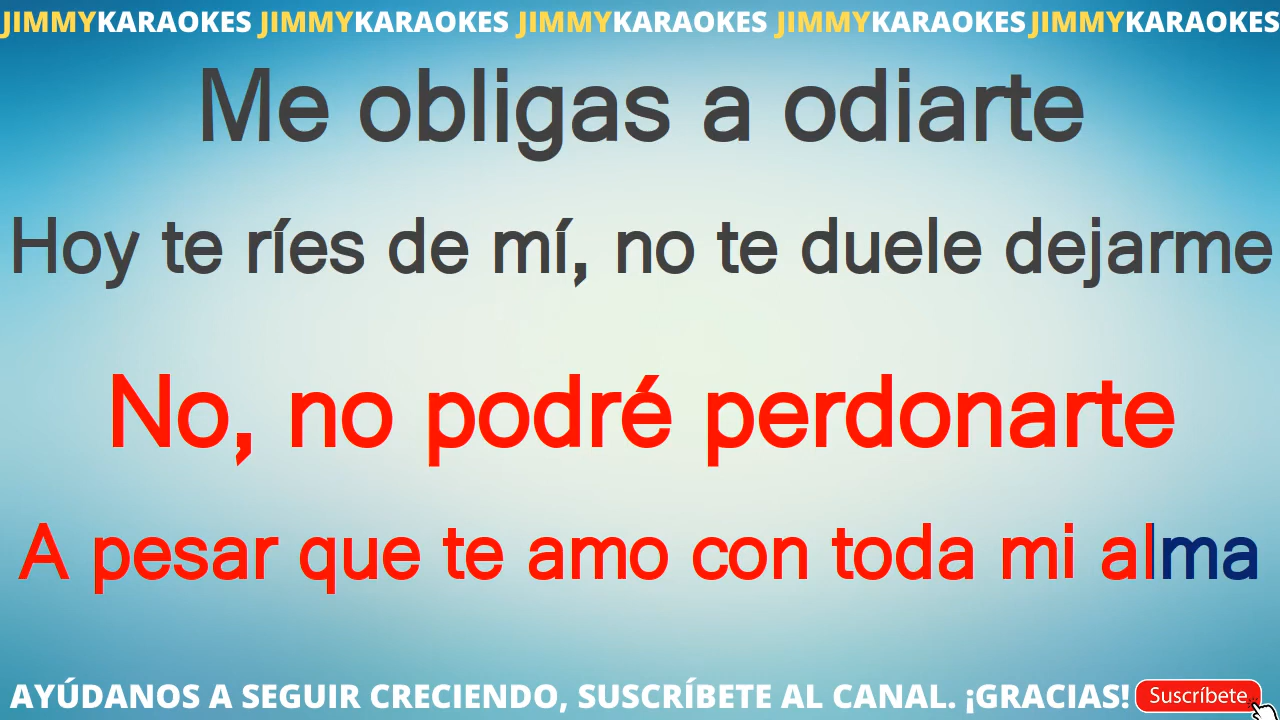 JIMMYKARAOKES JIMMYKARAOKES JIMMYKARAOKES JIMMYKARAOKES JIMMYKARAOKES
Me obligas a odiarte
Hoy te ríes de mí, no te duele dejarme
No, no podré perdonarte
A pesar que te amo con toda mi alma
AYÚDANOS A SEGUIR CRECIENDO, SUSCRÍBETE AL CANAL. ¡GRACIAS! Suscríbete